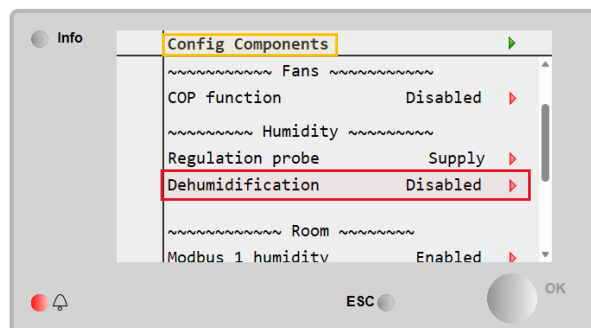 Info
Config Components
~~~~~~~~~~~ Fans ~~~~~~~~~~~
COP function Disabled
~~~~~~~~~ Humidity ~~~~~~~~~
Regulation probe Supply
Dehumidification Disabled
~~~~~~~~~~~~ Room ~~~~~~~~
Modbus 1 humidity Enabled
ESC
OK